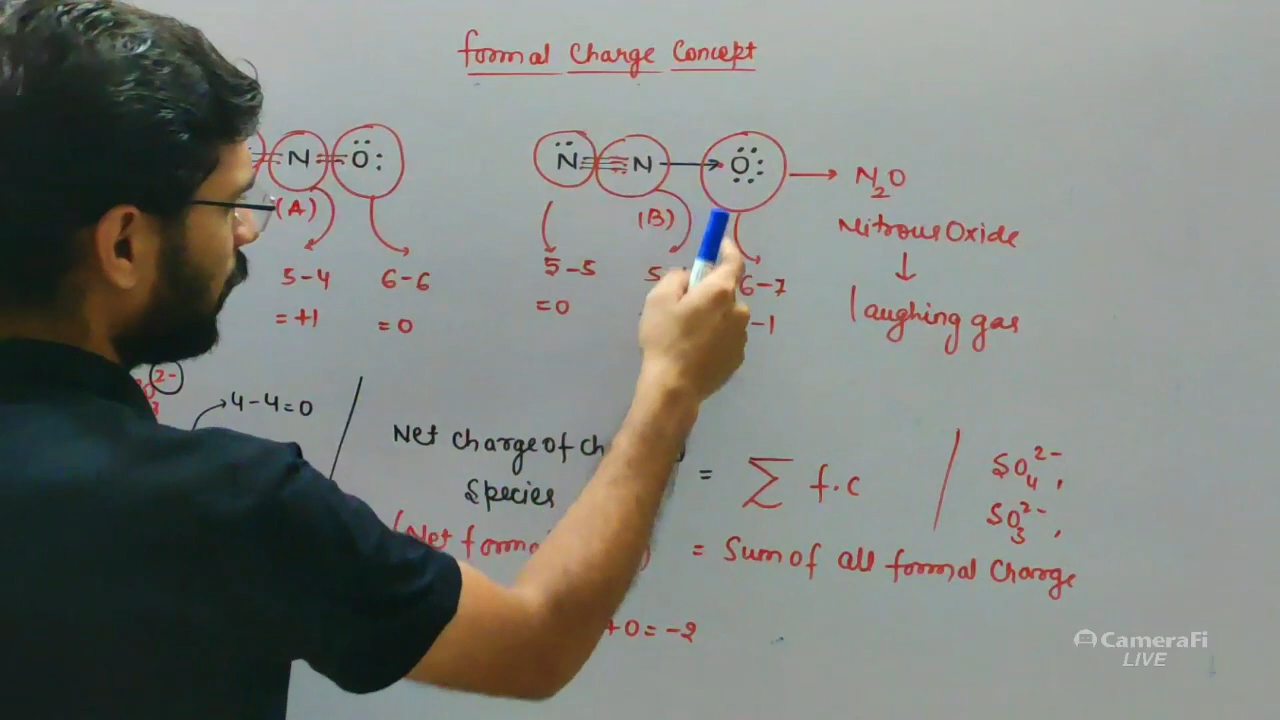 Formal Charge Concept
N = O:
:N ≡ N → O: → N2O
(A)
(B)
Nitrous Oxide
↓
laughing gas
5-4
=+1
6-6
=0
5-5
=0
6-7
-1
2-
4-4=0
Net charge of
Species
= Σ f.c
SO4 2-,
SO3 2-,
(Net forma
= Sum of all formal Charge
+0=-2
CameraFi
LIVE